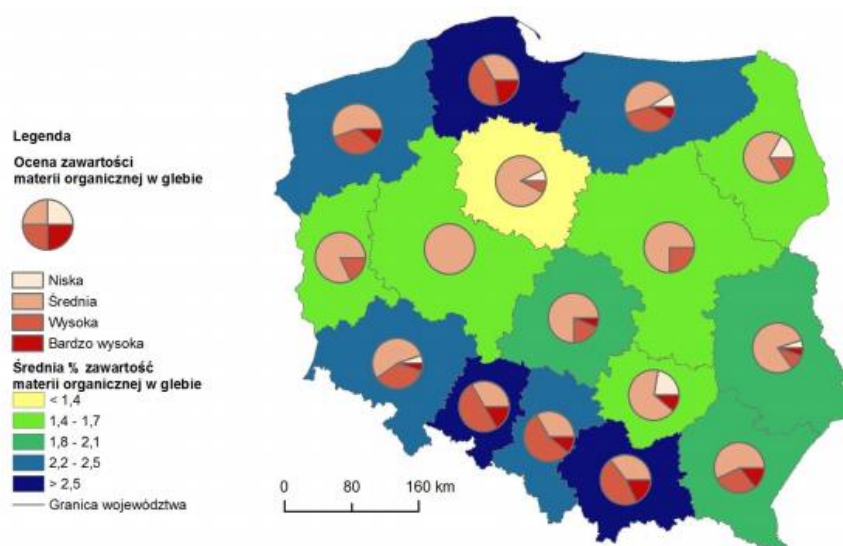 Legenda
Ocena zawartości
materii organicznej w glebie
Niska
Średnia
Wysoka
Bardzo wysoka
Średnia % zawartość
materii organicznej w glebie
< 1,4
1,4 - 1,7
1,8 - 2,1
2,2 - 2,5
> 2,5
Granica województwa
0 80 160 km